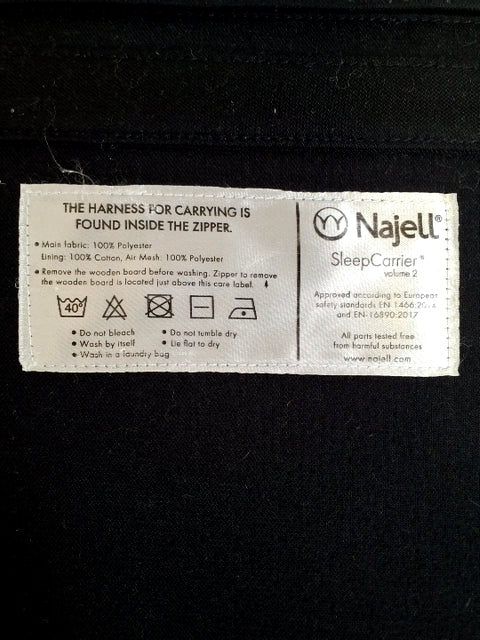 THE HARNESS FOR CARRYING IS
FOUND INSIDE THE ZIPPER.
• Main fabric: 100% Polyester
Lining: 100% Cotton, Air Mesh: 100% Polyester
• Remove the wooden board before washing. Zipper to remove
the wooden board is located just above this care label.
40°
• Do not bleach
• Wash by itself
• Wash in a laundry bag
• Do not tumble dry
• Lie flat to dry
Najell®
SleepCarrier®
volume 2
Approved according to European
safety standards EN 1466:2014
and EN-16890:2017
All parts tested free
from harmful substances
www.najell.com